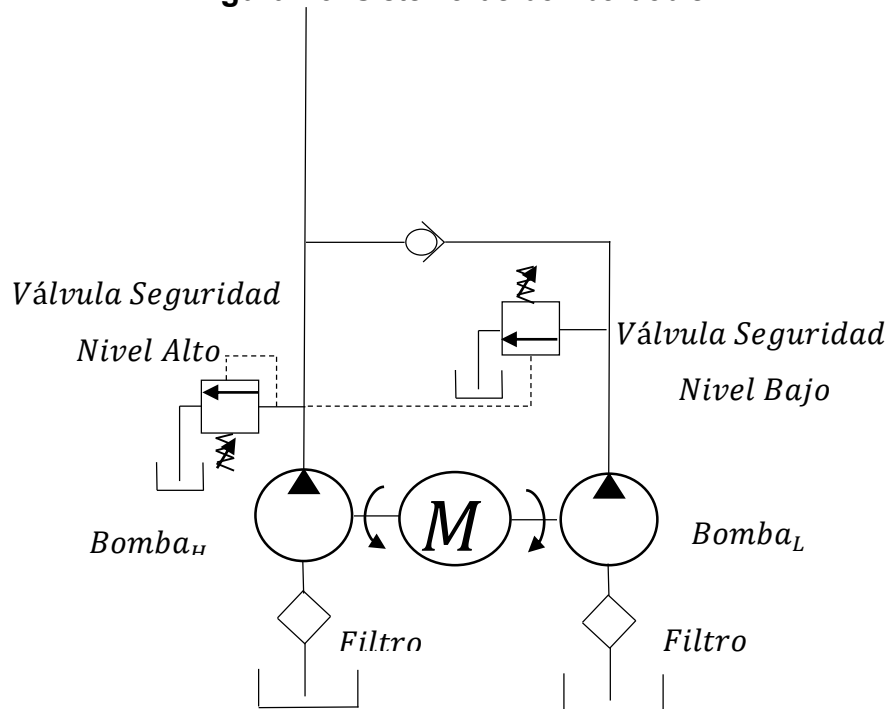 Válvula Seguridad
Nivel Alto
Válvula Seguridad
Nivel Bajo
M
Bomba_H
Bomba_L
Filtro
Filtro